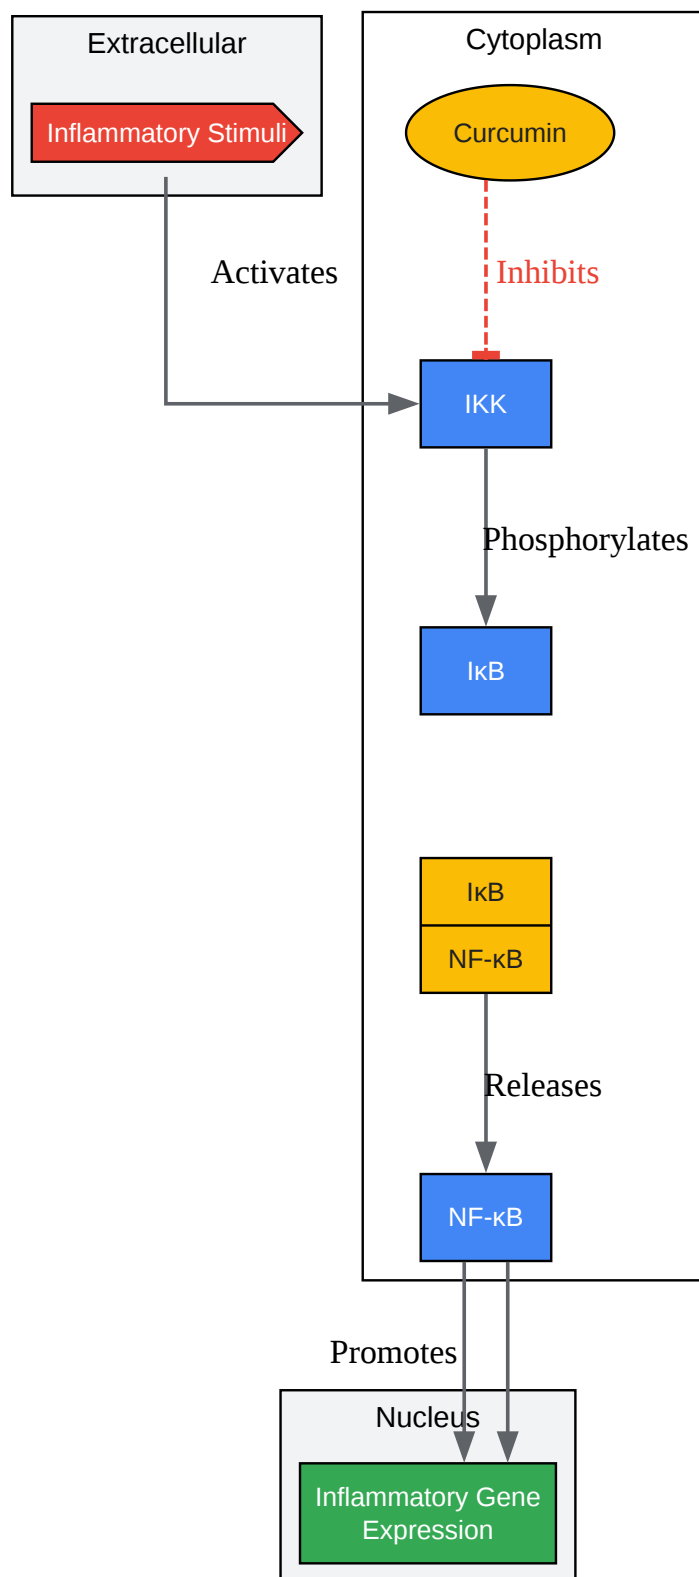 Extracellular
Inflammatory Stimuli
Cytoplasm
Curcumin
Activates
Inhibits
IKK
Phosphorylates
IκB
IκB
NF-κB
Releases
NF-κB
Promotes
Nucleus
Inflammatory Gene
Expression